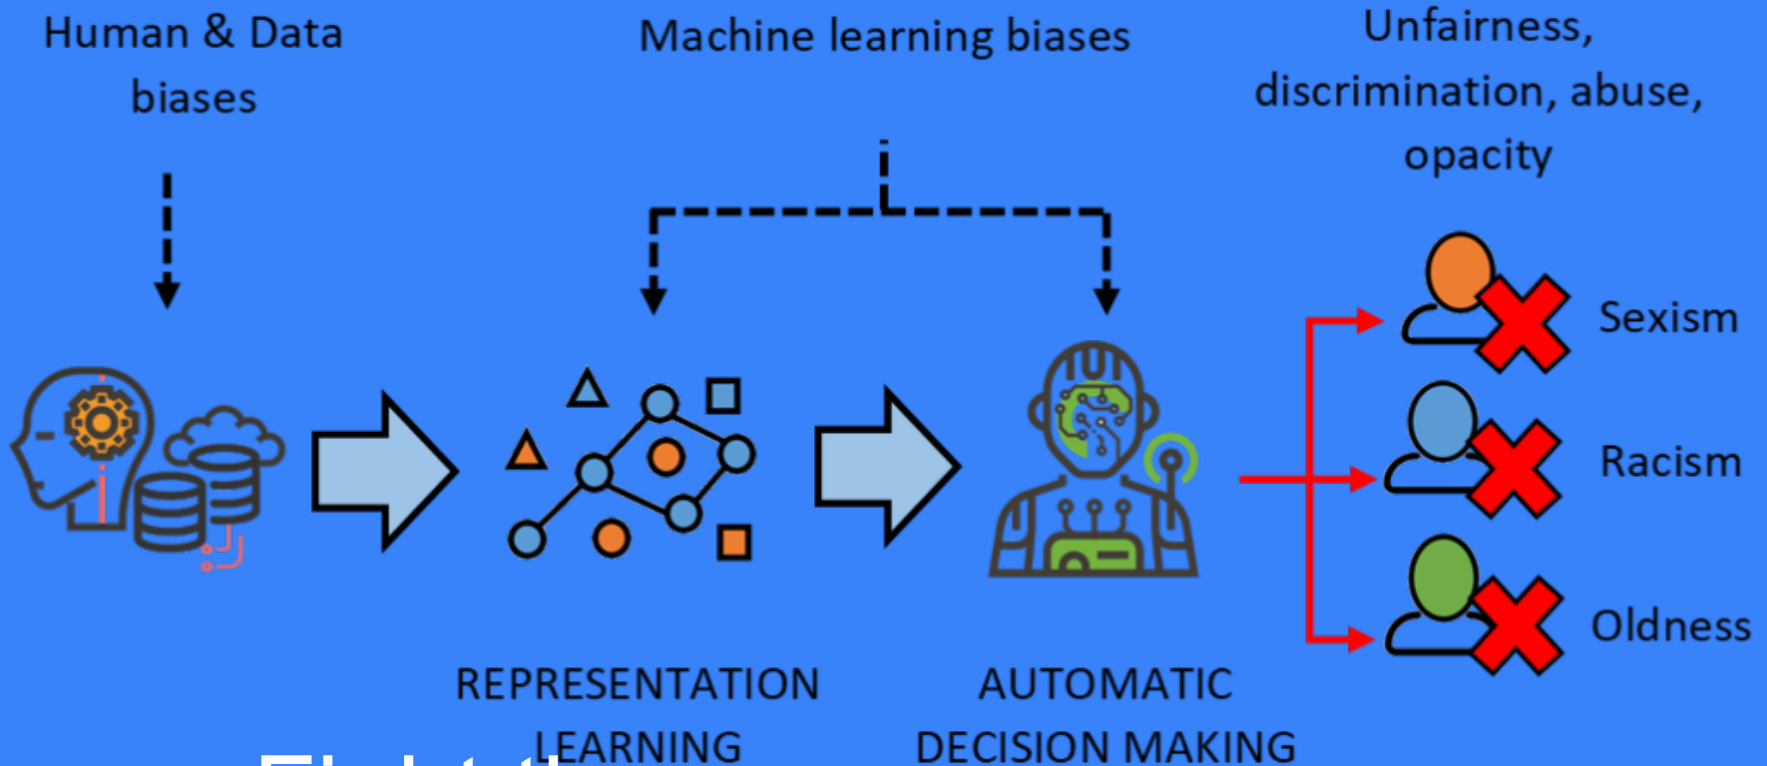 Human & Data
biases
Machine learning biases
Unfairness,
discrimination, abuse,
opacity
Sexism
Racism
Oldness
REPRESENTATION
LEARNING
AUTOMATIC
DECISION MAKING